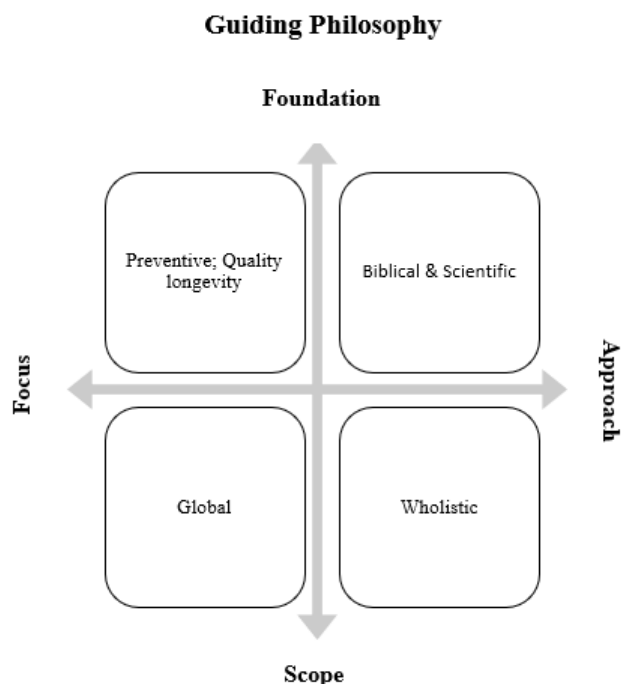 Guiding Philosophy
Foundation
Preventive; Quality
longevity
Biblical & Scientific
Focus
Approach
Global
Wholistic
Scope